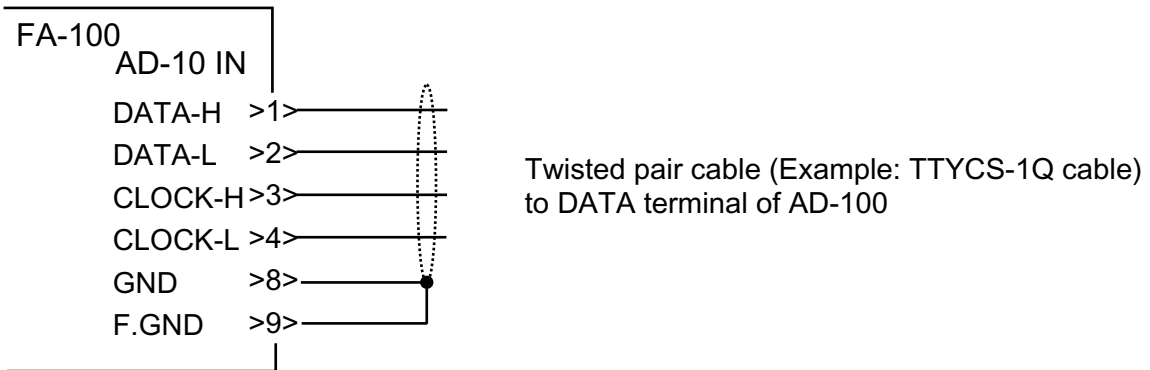 FA-100
AD-10 IN
DATA-H >1>
DATA-L >2>
CLOCK-H >3>
CLOCK-L >4>
GND >8>
F.GND >9>
Twisted pair cable (Example: TTYCS-1Q cable)
to DATA terminal of AD-100